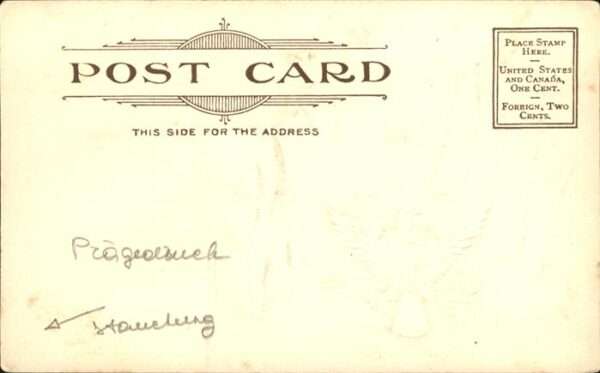 POST CARD
THIS SIDE FOR THE ADDRESS
PLACE STAMP
HERE.
—
UNITED STATES
AND CANADA,
ONE CENT.
—
FOREIGN, TWO
CENTS.
Prägedruck